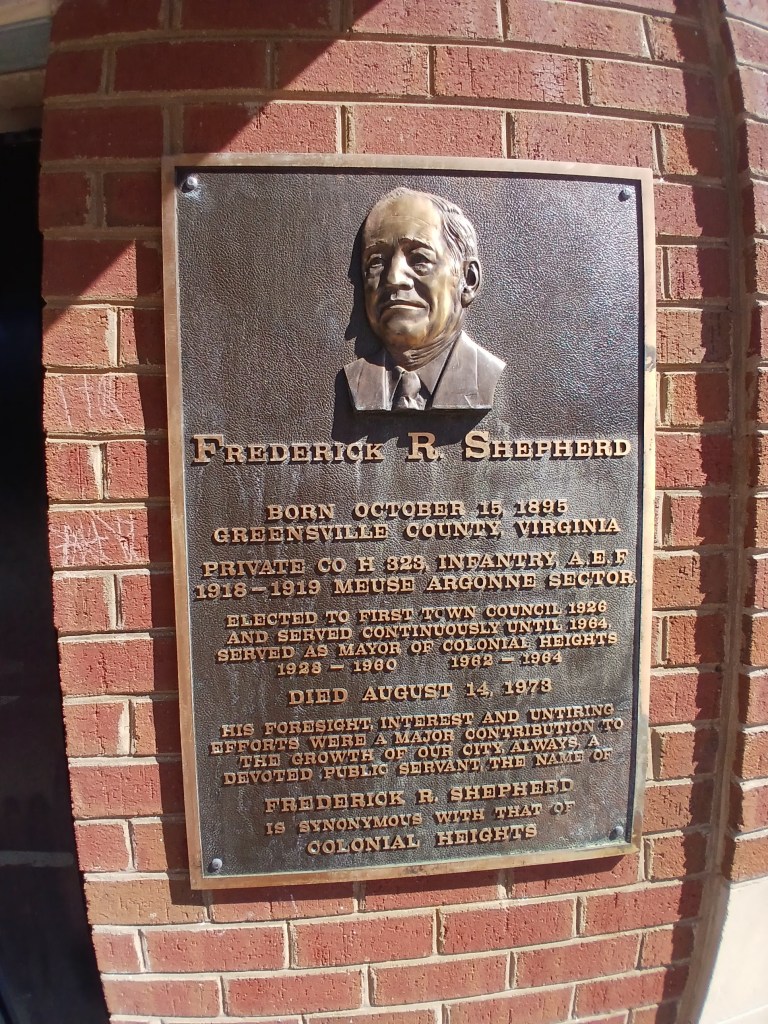 FREDERICK R. SHEPHERD
BORN OCTOBER 15, 1895
GREENSVILLE COUNTY, VIRGINIA
PRIVATE CO H 323, INFANTRY, A.E.F
1918-1919 MEUSE ARGONNE SECTOR
ELECTED TO FIRST TOWN COUNCIL 1926
AND SERVED CONTINUOUSLY UNTIL 1964,
SERVED AS MAYOR OF COLONIAL HEIGHTS
1928 - 1960 1962 - 1964
DIED AUGUST 14, 1973
HIS FORESIGHT, INTEREST AND UNTIRING
EFFORTS WERE A MAJOR CONTRIBUTION TO
THE GROWTH OF OUR CITY, ALWAYS A
DEVOTED PUBLIC SERVANT, THE NAME OF
FREDERICK R. SHEPHERD
IS SYNONYMOUS WITH THAT OF
COLONIAL HEIGHTS